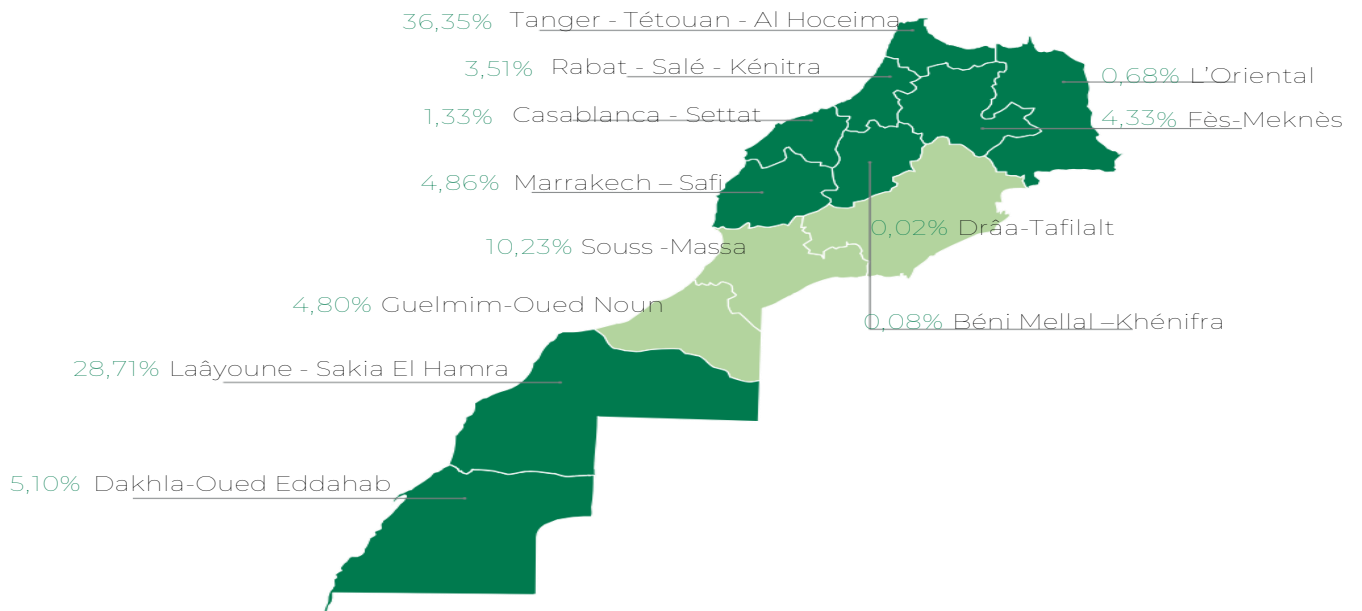 36,35% Tanger - Tétouan - Al Hoceima
3,51% Rabat - Salé - Kénitra
0,68% L'Oriental
1,33% Casablanca - Settat
4,33% Fès-Meknès
4,86% Marrakech – Safi
0,02% Drâa-Tafilalt
10,23% Souss -Massa
4,80% Guelmim-Oued Noun
0,08% Béni Mellal –Khénifra
28,71% Laâyoune - Sakia El Hamra
5,10% Dakhla-Oued Eddahab